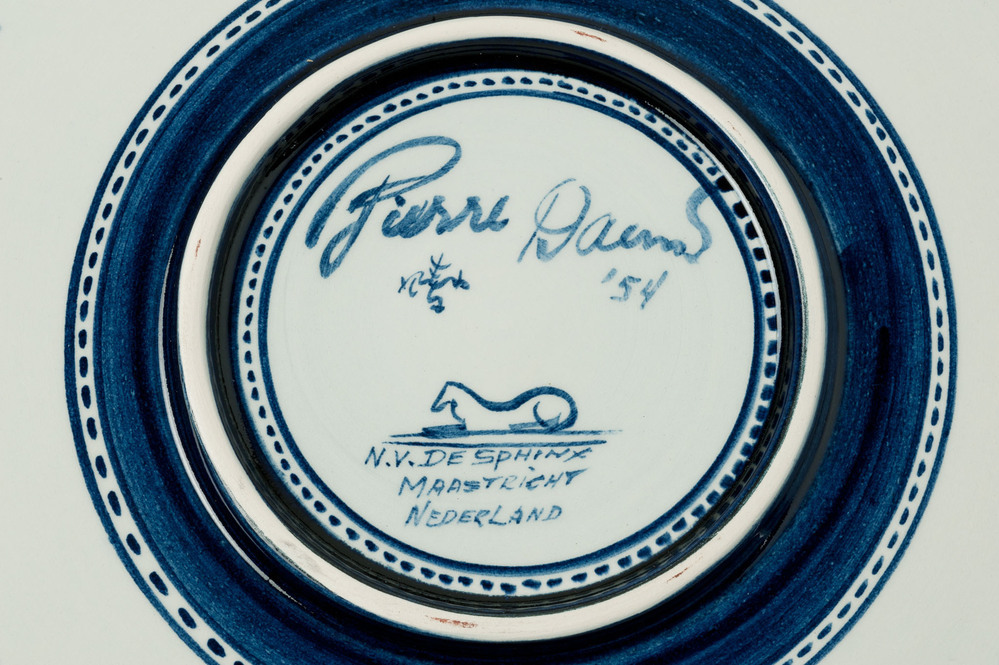 Pierre Daems
'54
N.V. DE SPHINX
MAASTRICHT
NEDERLAND